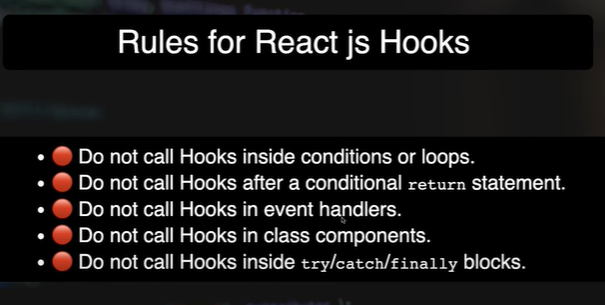 Rules for React js Hooks
• 🔴 Do not call Hooks inside conditions or loops.
• 🔴 Do not call Hooks after a conditional return statement.
• 🔴 Do not call Hooks in event handlers.
• 🔴 Do not call Hooks in class components.
• 🔴 Do not call Hooks inside try/catch/finally blocks.